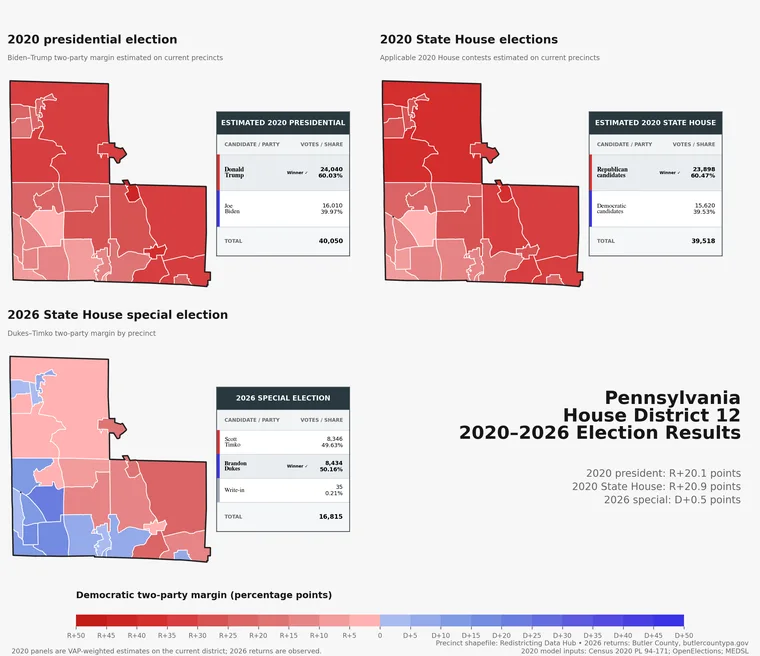 2020 presidential election
Biden–Trump two-party margin estimated on current precincts
ESTIMATED 2020 PRESIDENTIAL
CANDIDATE / PARTY VOTES / SHARE
Donald Trump Winner ✓ 24,040 60.03%
Joe Biden 16,010 39.97%
TOTAL 40,050
2020 State House elections
Applicable 2020 House contests estimated on current precincts
ESTIMATED 2020 STATE HOUSE
CANDIDATE / PARTY VOTES / SHARE
Republican candidates Winner ✓ 23,898 60.47%
Democratic candidates 15,620 39.53%
TOTAL 39,518
2026 State House special election
Dukes–Timko two-party margin by precinct
2026 SPECIAL ELECTION
CANDIDATE / PARTY VOTES / SHARE
Scott Timko 8,346 49.63%
Brandon Dukes Winner ✓ 8,434 50.16%
Write-in 35 0.21%
TOTAL 16,815
Pennsylvania
House District 12
2020–2026 Election Results
2020 president: R+20.1 points
2020 State House: R+20.9 points
2026 special: D+0.5 points
Democratic two-party margin (percentage points)
R+50 R+45 R+40 R+35 R+30 R+25 R+20 R+15 R+10 R+5 0 D+5 D+10 D+15 D+20 D+25 D+30 D+35 D+40 D+45 D+50
Precinct shapefile: Redistricting Data Hub • 2026 returns: Butler County, butlercountypa.gov
2020 panels are VAP-weighted estimates on the current district; 2026 returns are observed.
2020 model inputs: Census 2020 PL 94-171; OpenElections; MEDSL